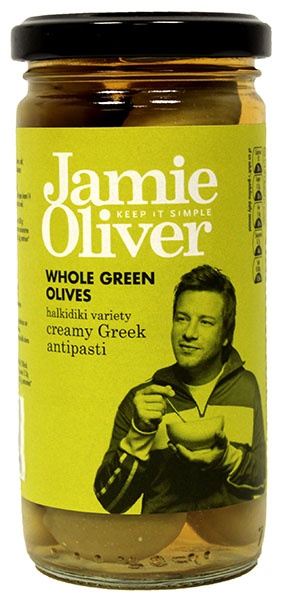 Jamie
KEEP IT SIMPLE
Oliver
WHOLE GREEN
OLIVES
halkidiki variety
creamy Greek
antipasti